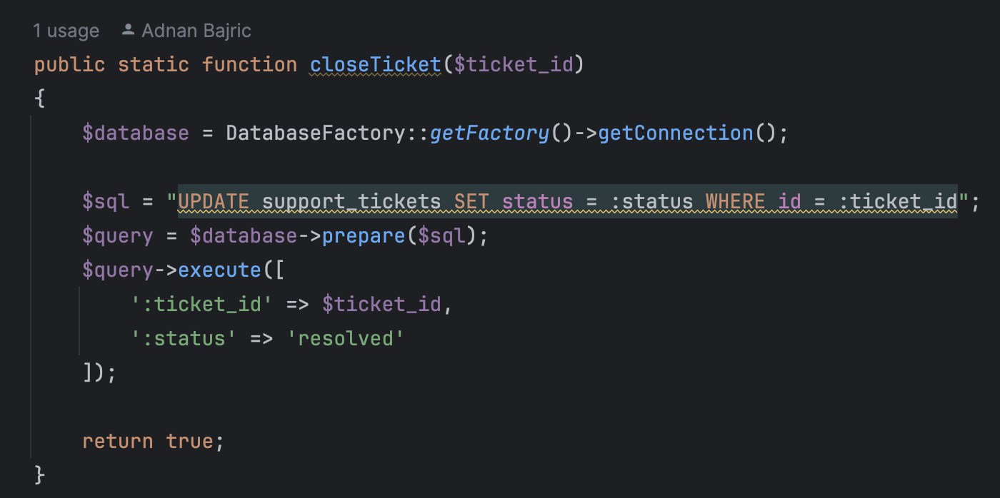 1 usage Adnan Bajric
public static function closeTicket($ticket_id)
{
    $database = DatabaseFactory::getFactory()->getConnection();

    $sql = "UPDATE support_tickets SET status = :status WHERE id = :ticket_id";
    $query = $database->prepare($sql);
    $query->execute([
        ':ticket_id' => $ticket_id,
        ':status' => 'resolved'
    ]);

    return true;
}